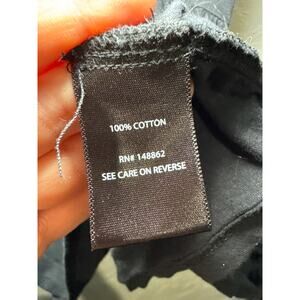 100% COTTON
RN# 148862
SEE CARE ON REVERSE